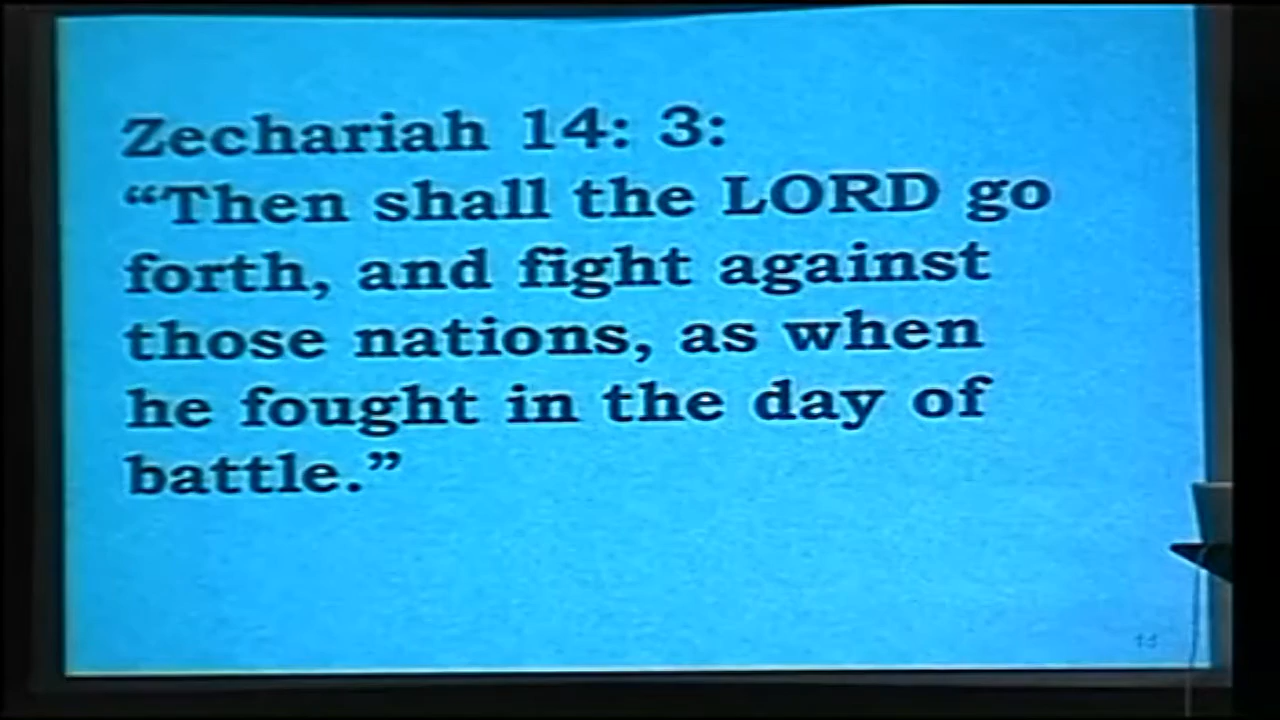 Zechariah 14: 3:
“Then shall the LORD go
forth, and fight against
those nations, as when
he fought in the day of
battle.”